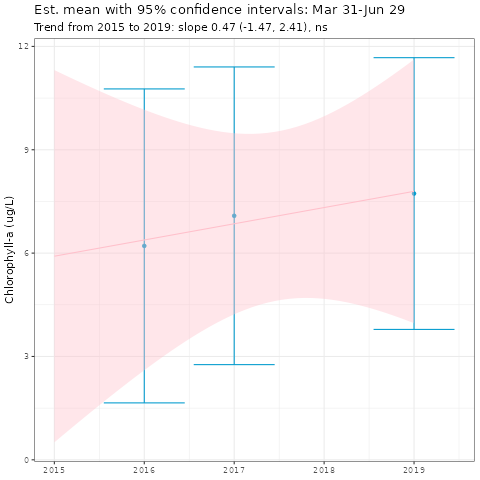 Est. mean with 95% confidence intervals: Mar 31-Jun 29
Trend from 2015 to 2019: slope 0.47 (-1.47, 2.41), ns
12
9
6
3
0
Chlorophyll-a (ug/L)
2015 2016 2017 2018 2019